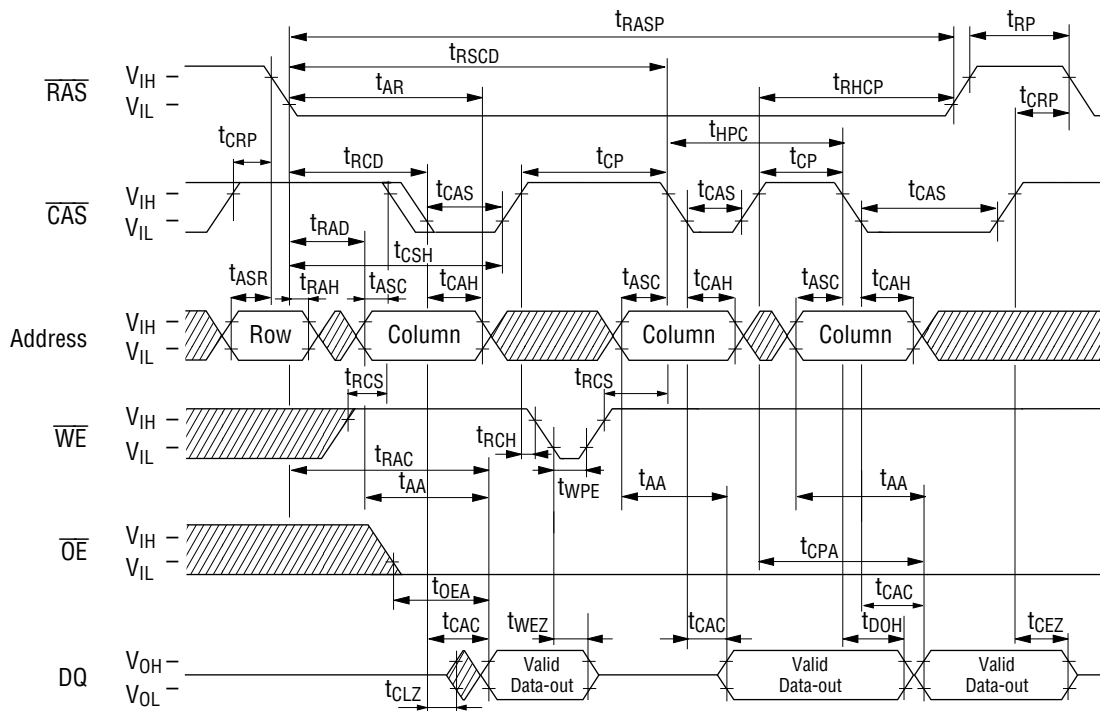 tRASP
tRP
tRSCD
RAS
VIH
VIL
tAR
tRHCP
tCRP
tCRP
tHPC
tRCD
tCP
tCP
CAS
VIH
VIL
tCAS
tCAS
tCAS
tRAD
tCSH
tASR
tRAH
tASC
tCAH
tASC
tCAH
tASC
tCAH
Address
VIH
VIL
Row
Column
Column
Column
tRCS
tRCS
WE
VIH
VIL
tRCH
tRAC
tWPE
tAA
tAA
tAA
OE
VIH
VIL
tCPA
tOEA
tCAC
tCAC
tWEZ
tCAC
tDOH
tCEZ
DQ
VOH
VOL
Valid
Data-out
Valid
Data-out
Valid
Data-out
tCLZ